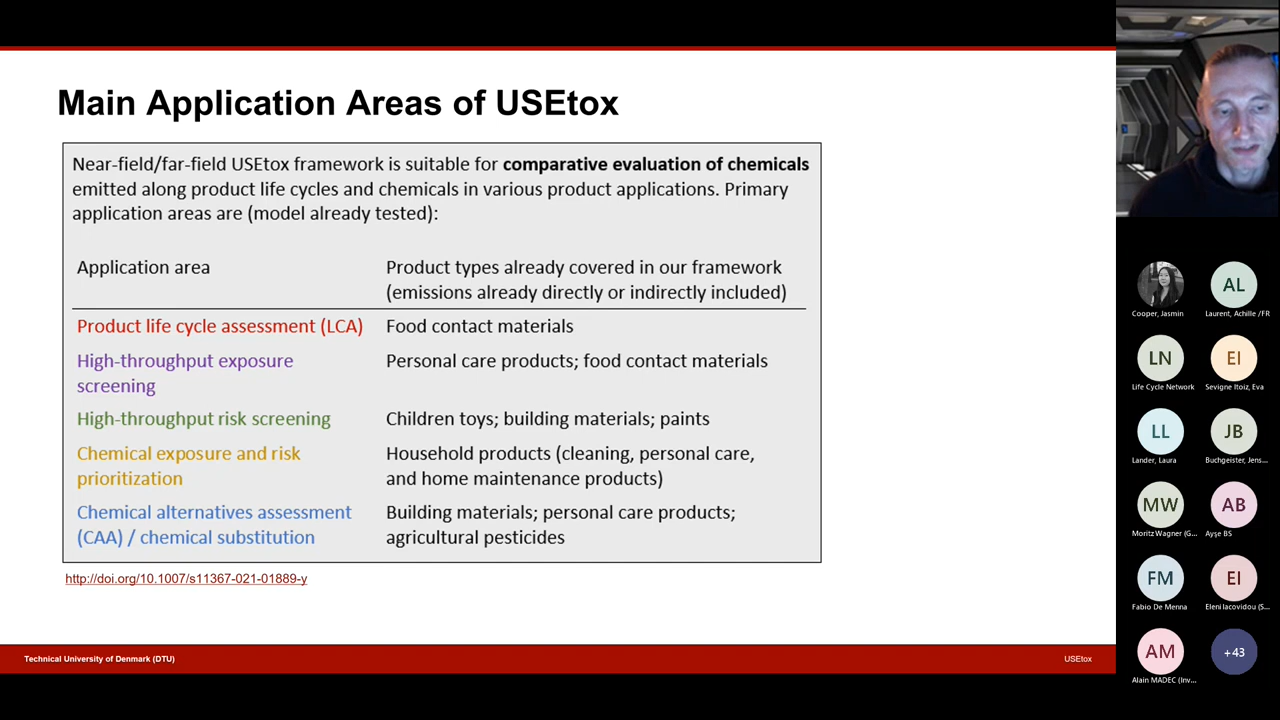 Main Application Areas of USEtox
Near-field/far-field USEtox framework is suitable for comparative evaluation of chemicals
emitted along product life cycles and chemicals in various product applications. Primary
application areas are (model already tested):
Application area
Product types already covered in our framework
(emissions already directly or indirectly included)
Product life cycle assessment (LCA)
Food contact materials
High-throughput exposure
screening
Personal care products; food contact materials
High-throughput risk screening
Children toys; building materials; paints
Chemical exposure and risk
prioritization
Household products (cleaning, personal care,
and home maintenance products)
Chemical alternatives assessment
(CAA) / chemical substitution
Building materials; personal care products;
agricultural pesticides
http://doi.org/10.1007/s11367-021-01889-y
Technical University of Denmark (DTU)
USEtox
Cooper, Jasmin
AL
Laurent, Achille /FR
LN
Life Cycle Network
EI
Sevigne Itoiz, Eva
LL
Lander, Laura
JB
Buchgeister, Jens...
MW
Moritz Wagner (G...
AB
Ayşe BS
FM
Fabio De Menna
EI
Eleni Iacovidou (S...
AM
Alain MADEC (Inv...
+43